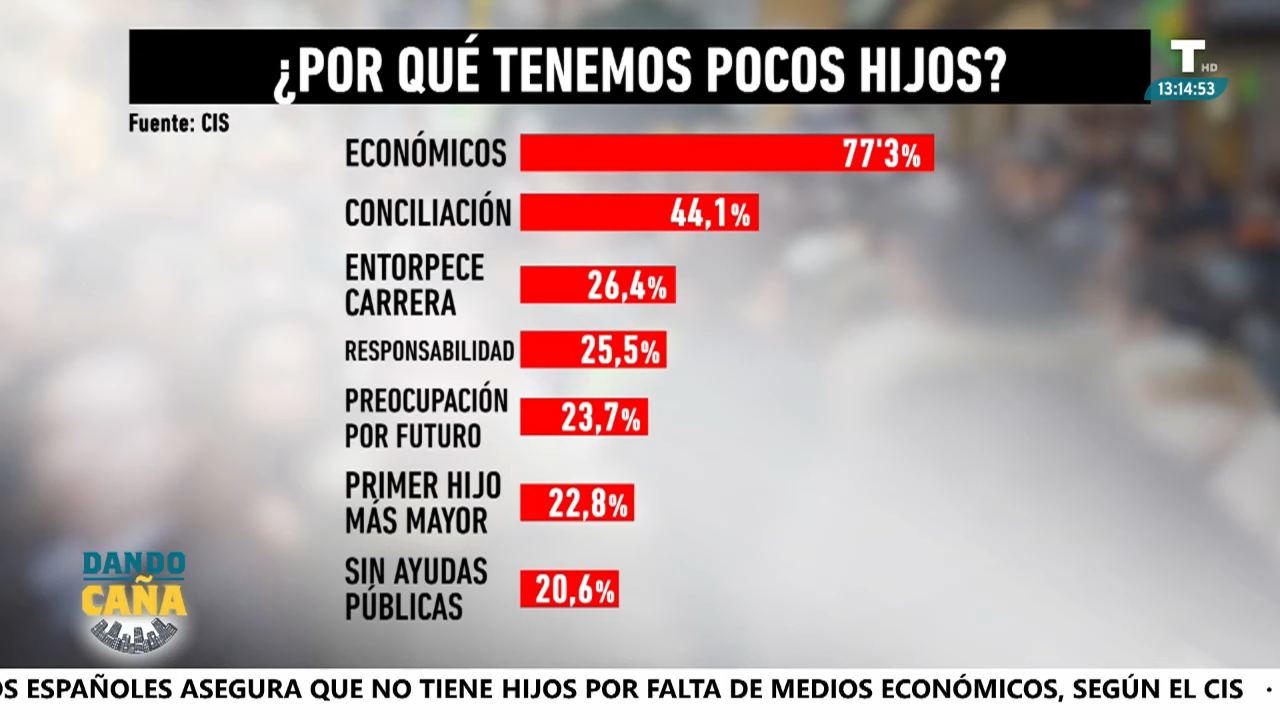 ¿POR QUÉ TENEMOS POCOS HIJOS?
T HD
13:14:53
Fuente: CIS
ECONÓMICOS 77'3%
CONCILIACIÓN 44,1%
ENTORPECE
CARRERA 26,4%
RESPONSABILIDAD 25,5%
PREOCUPACIÓN
POR FUTURO 23,7%
PRIMER HIJO
MÁS MAYOR 22,8%
SIN AYUDAS
PÚBLICAS 20,6%
DANDO
CAÑA
OS ESPAÑOLES ASEGURA QUE NO TIENE HIJOS POR FALTA DE MEDIOS ECONÓMICOS, SEGÚN EL CIS ·